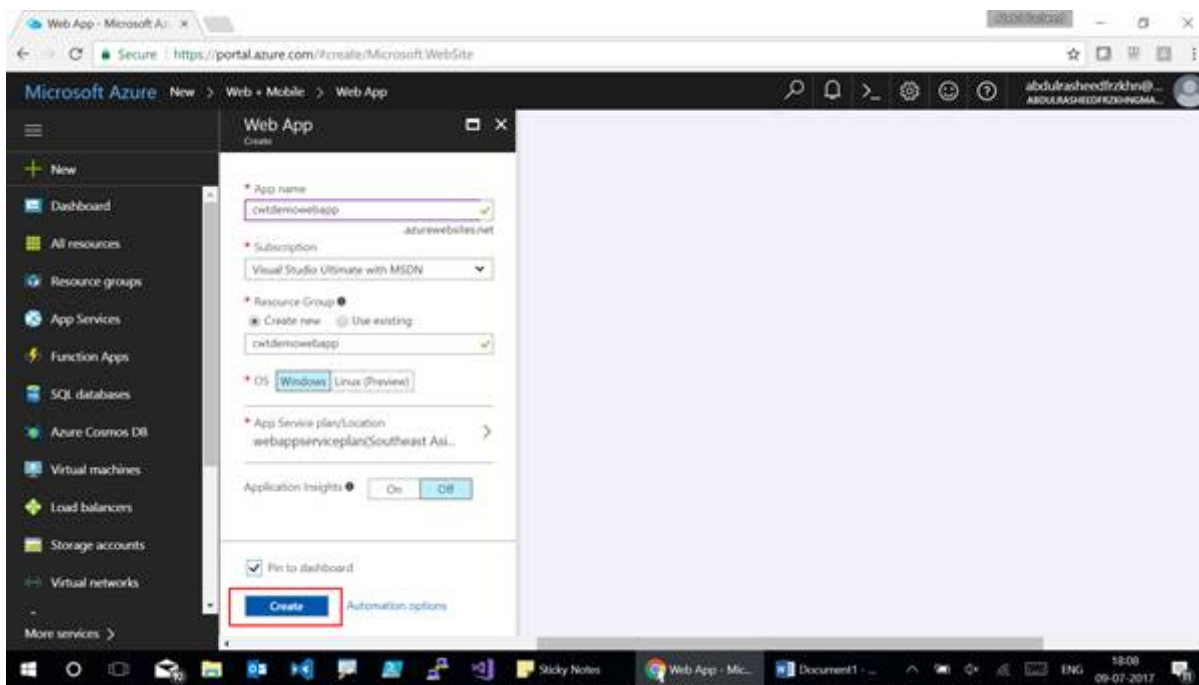 Web App - Microsoft Az
Secure https://portal.azure.com/#create/Microsoft.WebSite
Microsoft Azure New > Web + Mobile > Web App
abdulrasheedfrzkhn@...
Web App
Create
New
Dashboard
All resources
Resource groups
App Services
Function Apps
SQL databases
Azure Cosmos DB
Virtual machines
Load balancers
Storage accounts
Virtual networks
More services >
* App name
cwtdemowebapp
.azurewebsites.net
* Subscription
Visual Studio Ultimate with MSDN
* Resource Group
Create new Use existing
cwtdemowebapp
* OS Windows Linux (Preview)
* App Service plan/Location
webappserviceplan(Southeast Asi...
Application Insights On Off
Pin to dashboard
Create Automation options
Sticky Notes Web App - Mic... Document1 - ... ENG 18:08
09-07-2017